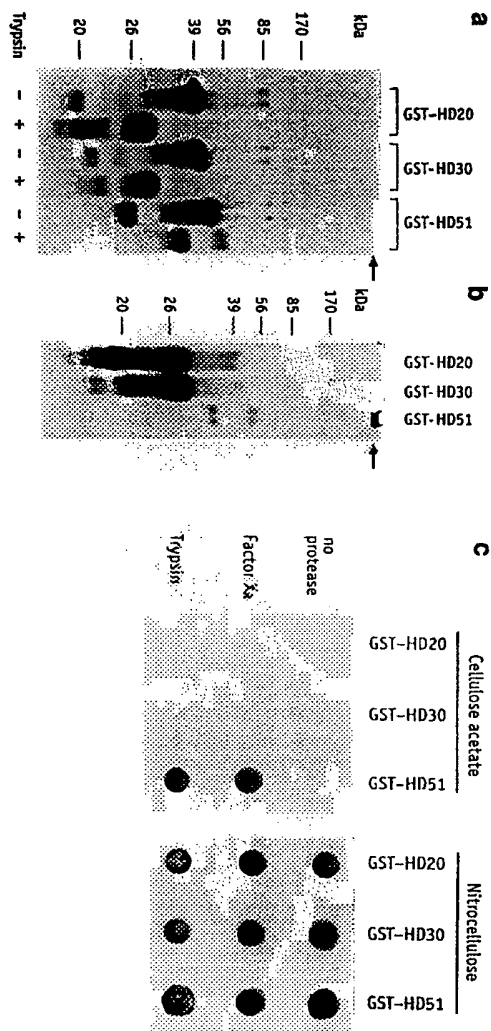 a
kDa
170
85
56
39
26
20
Trypsin
GST-HD20
GST-HD30
GST-HD51
- + - + - +
b
kDa
170
85
56
39
26
20
GST-HD20
GST-HD30
GST-HD51
c
Cellulose acetate
Nitrocellulose
GST-HD20
GST-HD30
GST-HD51
GST-HD20
GST-HD30
GST-HD51
no protease
Factor Xa
Trypsin